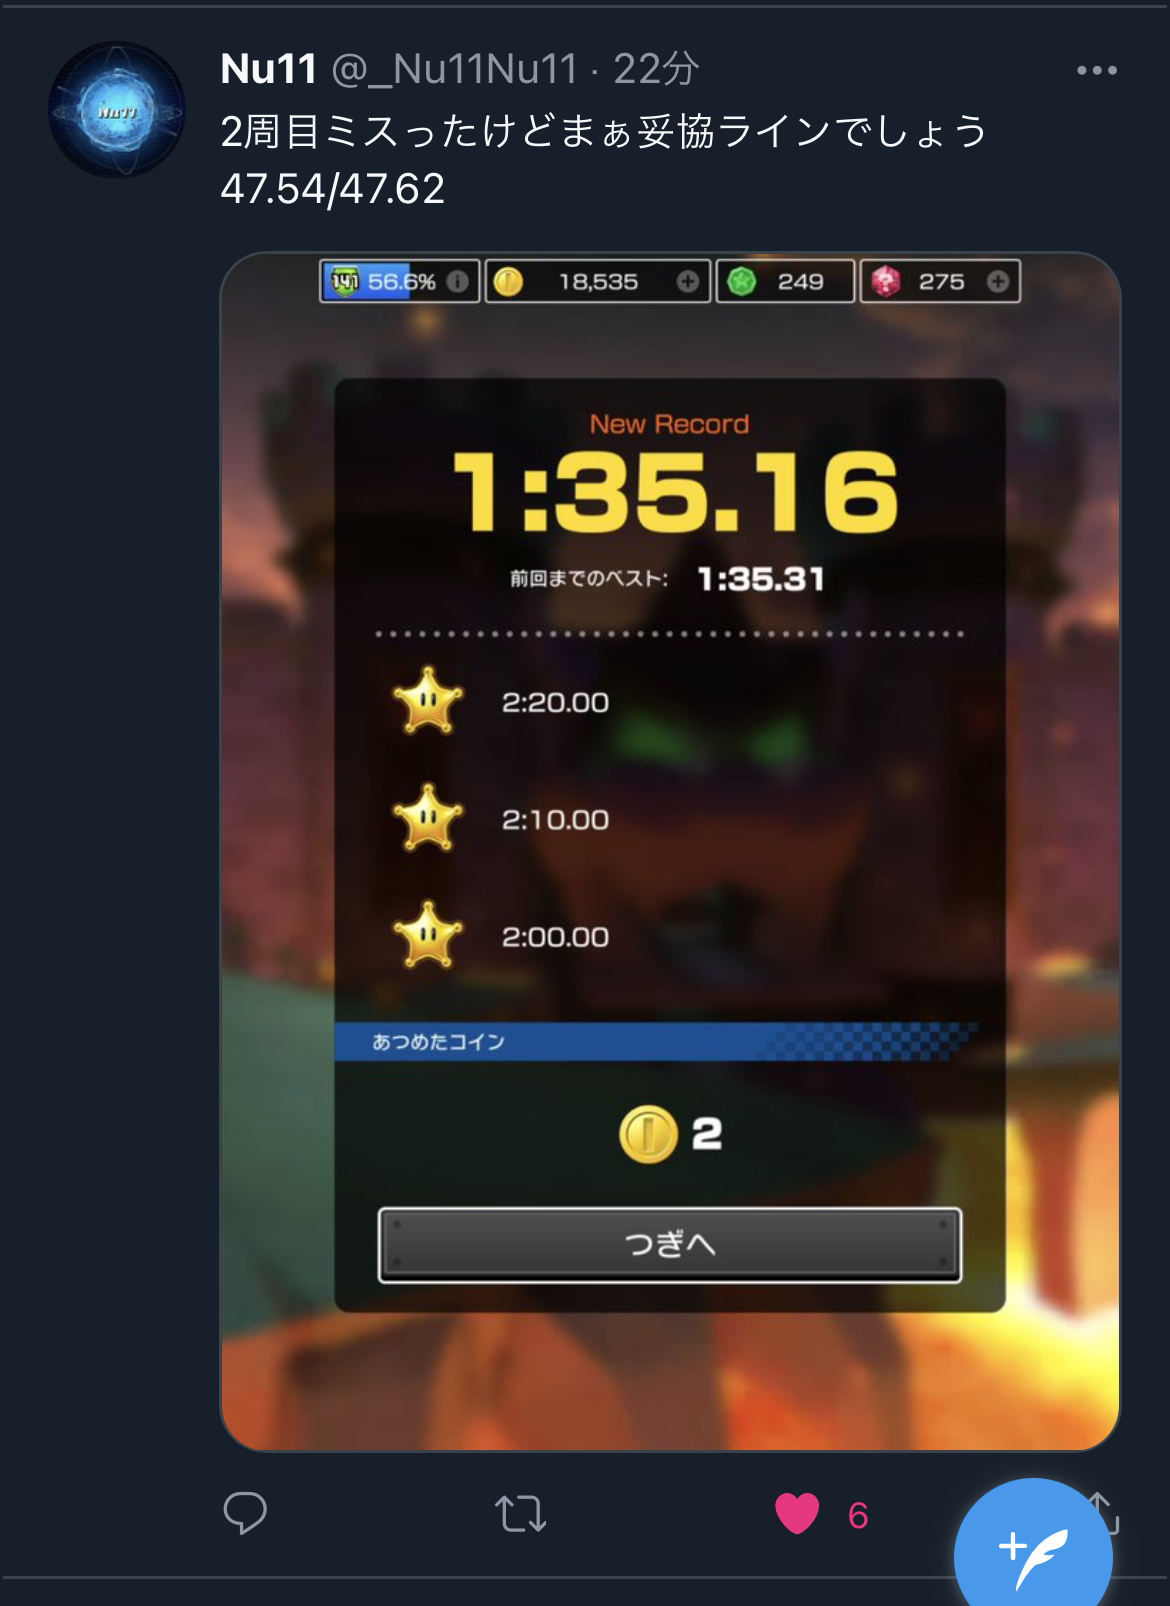 Nu11 @_Nu11Nu11 · 22分
2周目ミスったけどまぁ妥協ラインでしょう
47.54/47.62
Nu11
141 56.6% 18,535 249 275
New Record
1:35.16
前回までのベスト: 1:35.31
2:20.00
2:10.00
2:00.00
あつめたコイン
2
つぎへ
6